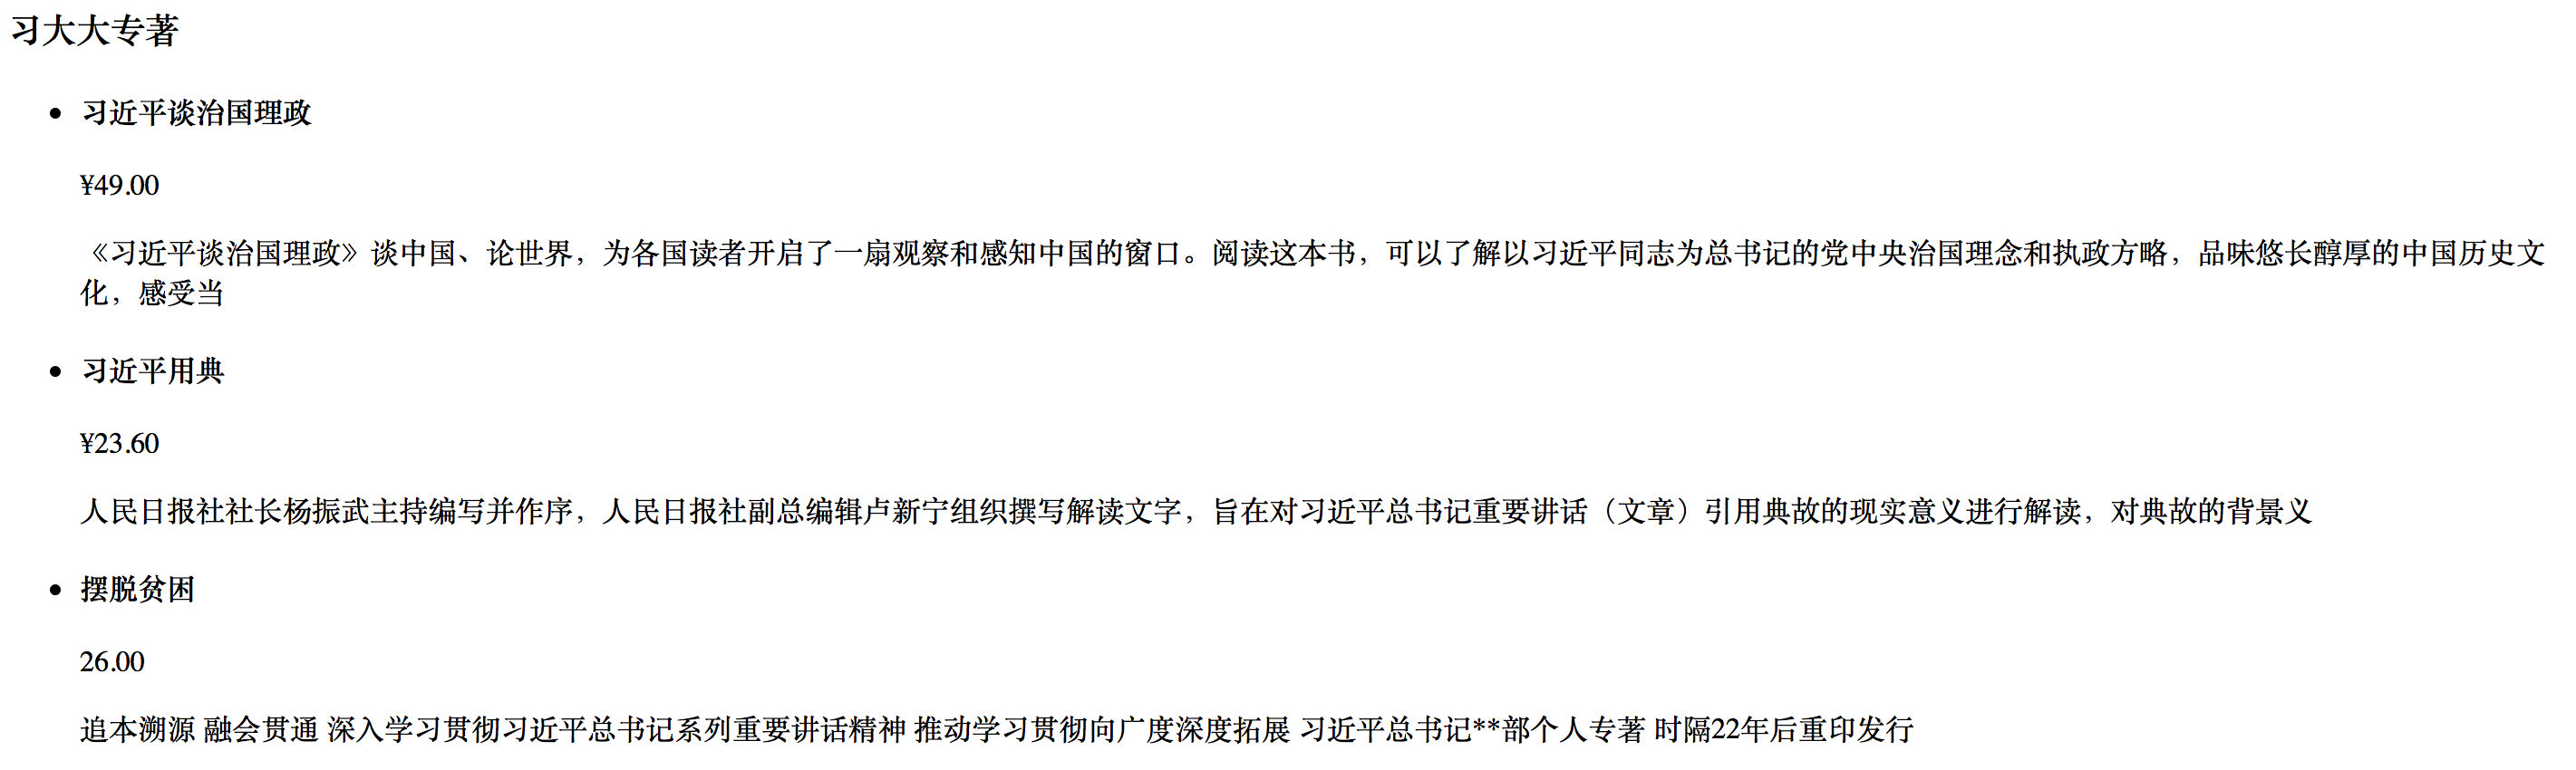 习大大专著
习近平谈治国理政
¥49.00
《习近平谈治国理政》谈中国、论世界，为各国读者开启了一扇观察和感知中国的窗口。阅读这本书，可以了解以习近平同志为总书记的党中央治国理念和执政方略，品味悠长醇厚的中国历史文
化，感受当
习近平用典
¥23.60
人民日报社社长杨振武主持编写并作序，人民日报社副总编辑卢新宁组织撰写解读文字，旨在对习近平总书记重要讲话（文章）引用典故的现实意义进行解读，对典故的背景义
摆脱贫困
26.00
追本溯源 融会贯通 深入学习贯彻习近平总书记系列重要讲话精神 推动学习贯彻向广度深度拓展 习近平总书记**部个人专著 时隔22年后重印发行